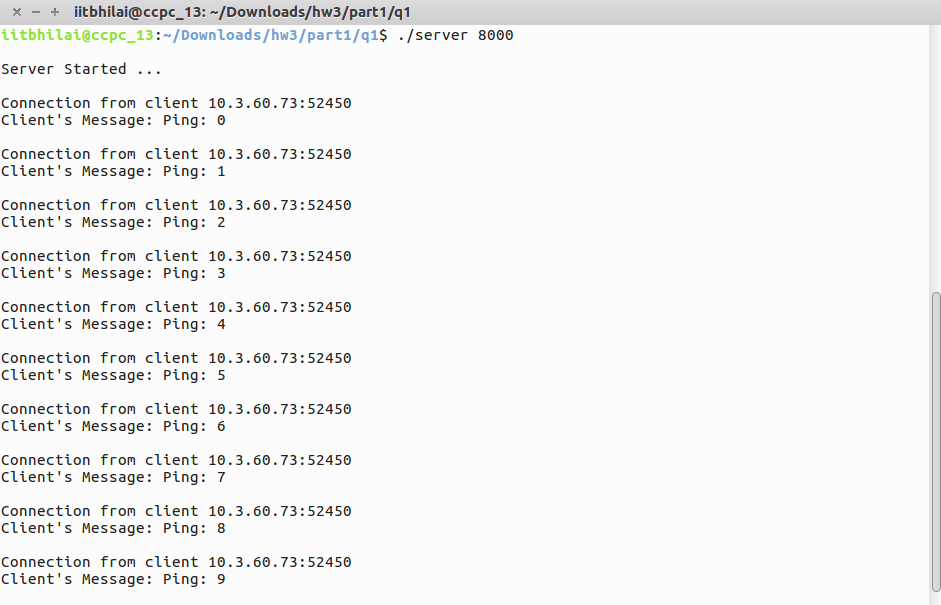 iitbhilai@ccpc_13: ~/Downloads/hw3/part1/q1
iitbhilai@ccpc_13:~/Downloads/hw3/part1/q1$ ./server 8000
Server Started ...
Connection from client 10.3.60.73:52450
Client's Message: Ping: 0
Connection from client 10.3.60.73:52450
Client's Message: Ping: 1
Connection from client 10.3.60.73:52450
Client's Message: Ping: 2
Connection from client 10.3.60.73:52450
Client's Message: Ping: 3
Connection from client 10.3.60.73:52450
Client's Message: Ping: 4
Connection from client 10.3.60.73:52450
Client's Message: Ping: 5
Connection from client 10.3.60.73:52450
Client's Message: Ping: 6
Connection from client 10.3.60.73:52450
Client's Message: Ping: 7
Connection from client 10.3.60.73:52450
Client's Message: Ping: 8
Connection from client 10.3.60.73:52450
Client's Message: Ping: 9